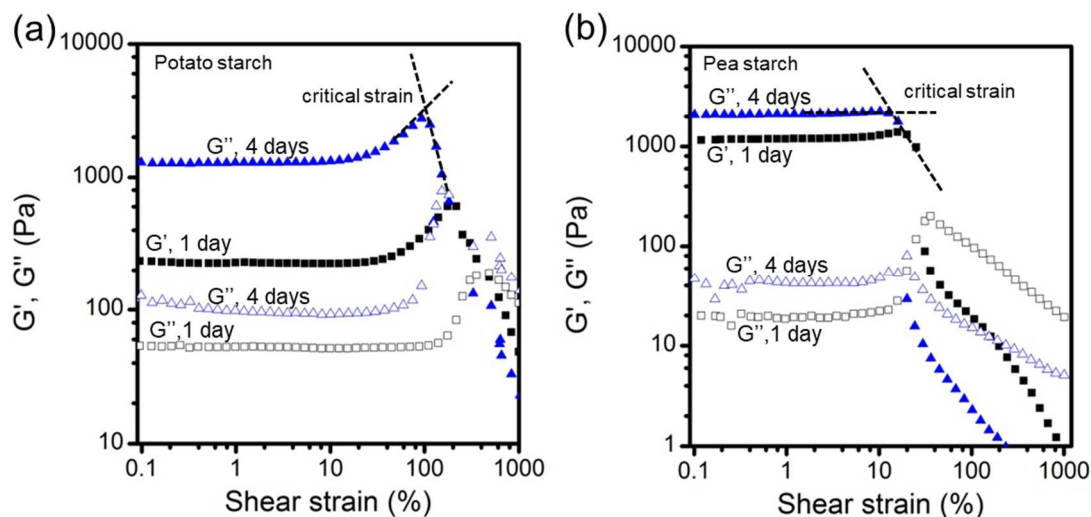 (a)
10000
1000
100
10
G', G'' (Pa)
Potato starch
critical strain
G'', 4 days
G', 1 day
G'', 4 days
G'', 1 day
0.1
1
10
100
1000
Shear strain (%)
(b)
10000
1000
100
10
1
G', G'' (Pa)
Pea starch
critical strain
G'', 4 days
G', 1 day
G'', 4 days
G'',1 day
0.1
1
10
100
1000
Shear strain (%)